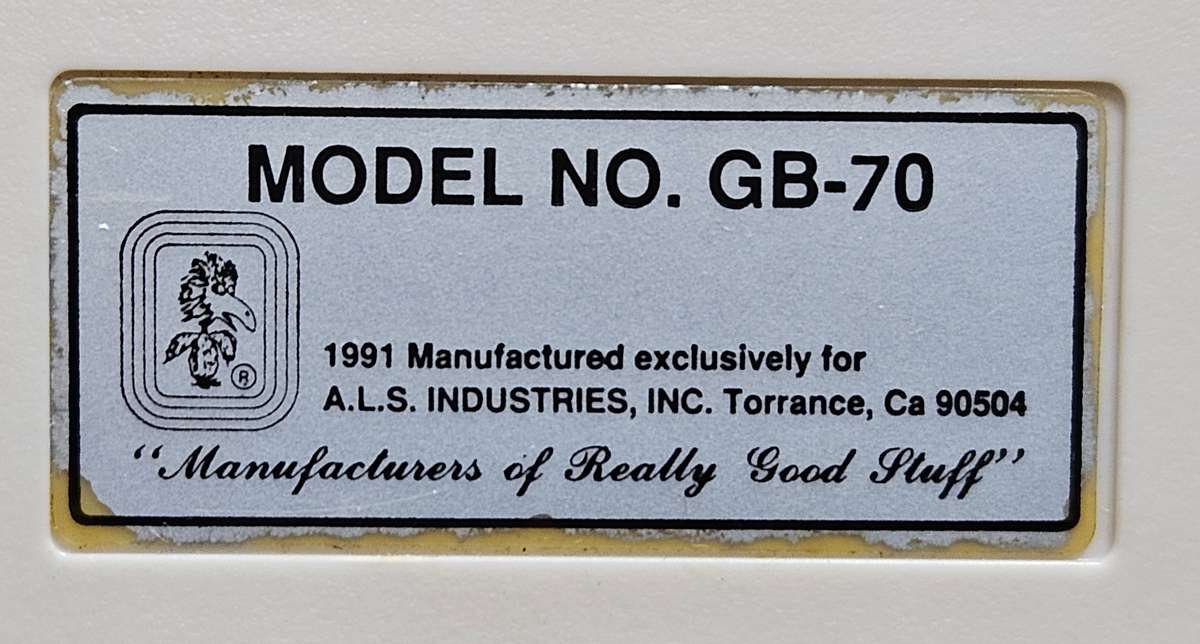 MODEL NO. GB-70
®
1991 Manufactured exclusively for
A.L.S. INDUSTRIES, INC. Torrance, Ca 90504
“Manufacturers of Really Good Stuff”